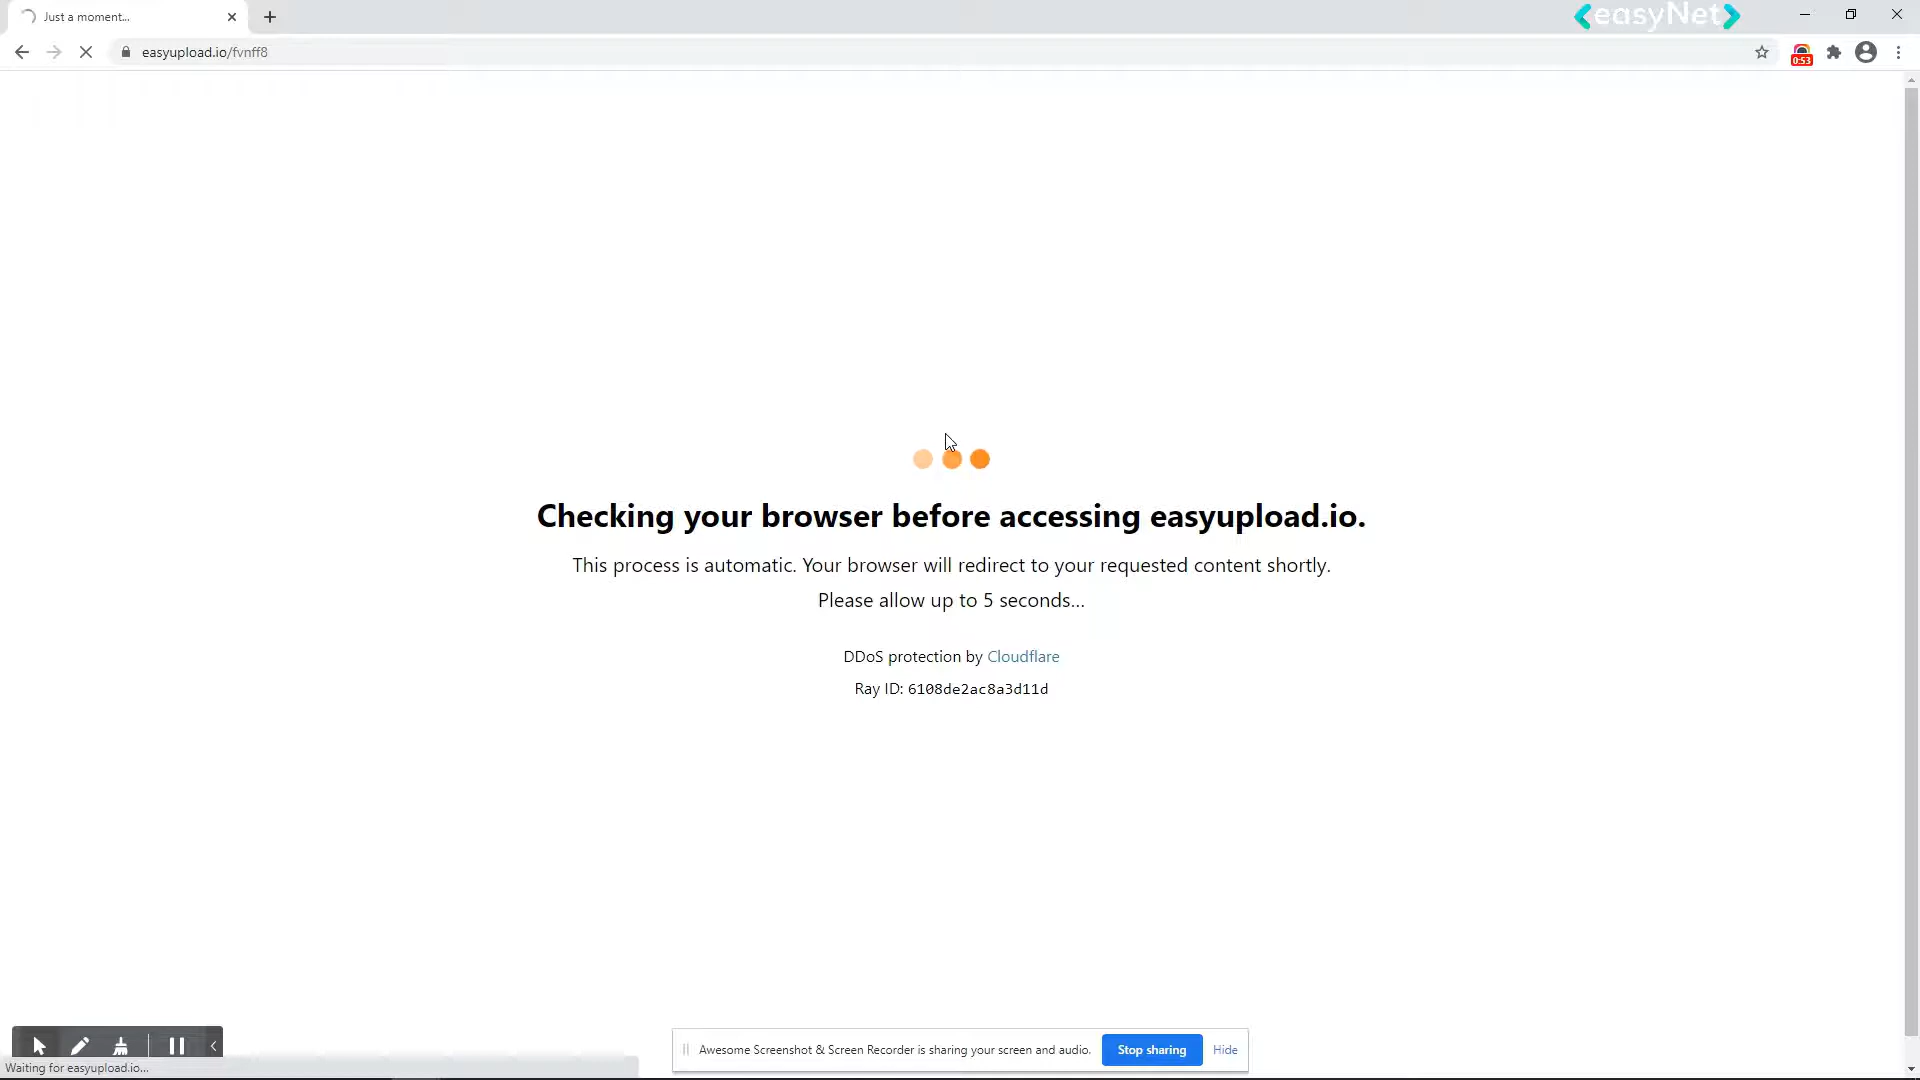 Just a moment...
<easyNet>
easyupload.io/fvnff8
0:53
Checking your browser before accessing easyupload.io.
This process is automatic. Your browser will redirect to your requested content shortly.
Please allow up to 5 seconds...
DDoS protection by Cloudflare
Ray ID: 6108de2ac8a3d11d
Awesome Screenshot & Screen Recorder is sharing your screen and audio.
Stop sharing
Hide
Waiting for easyupload.io...